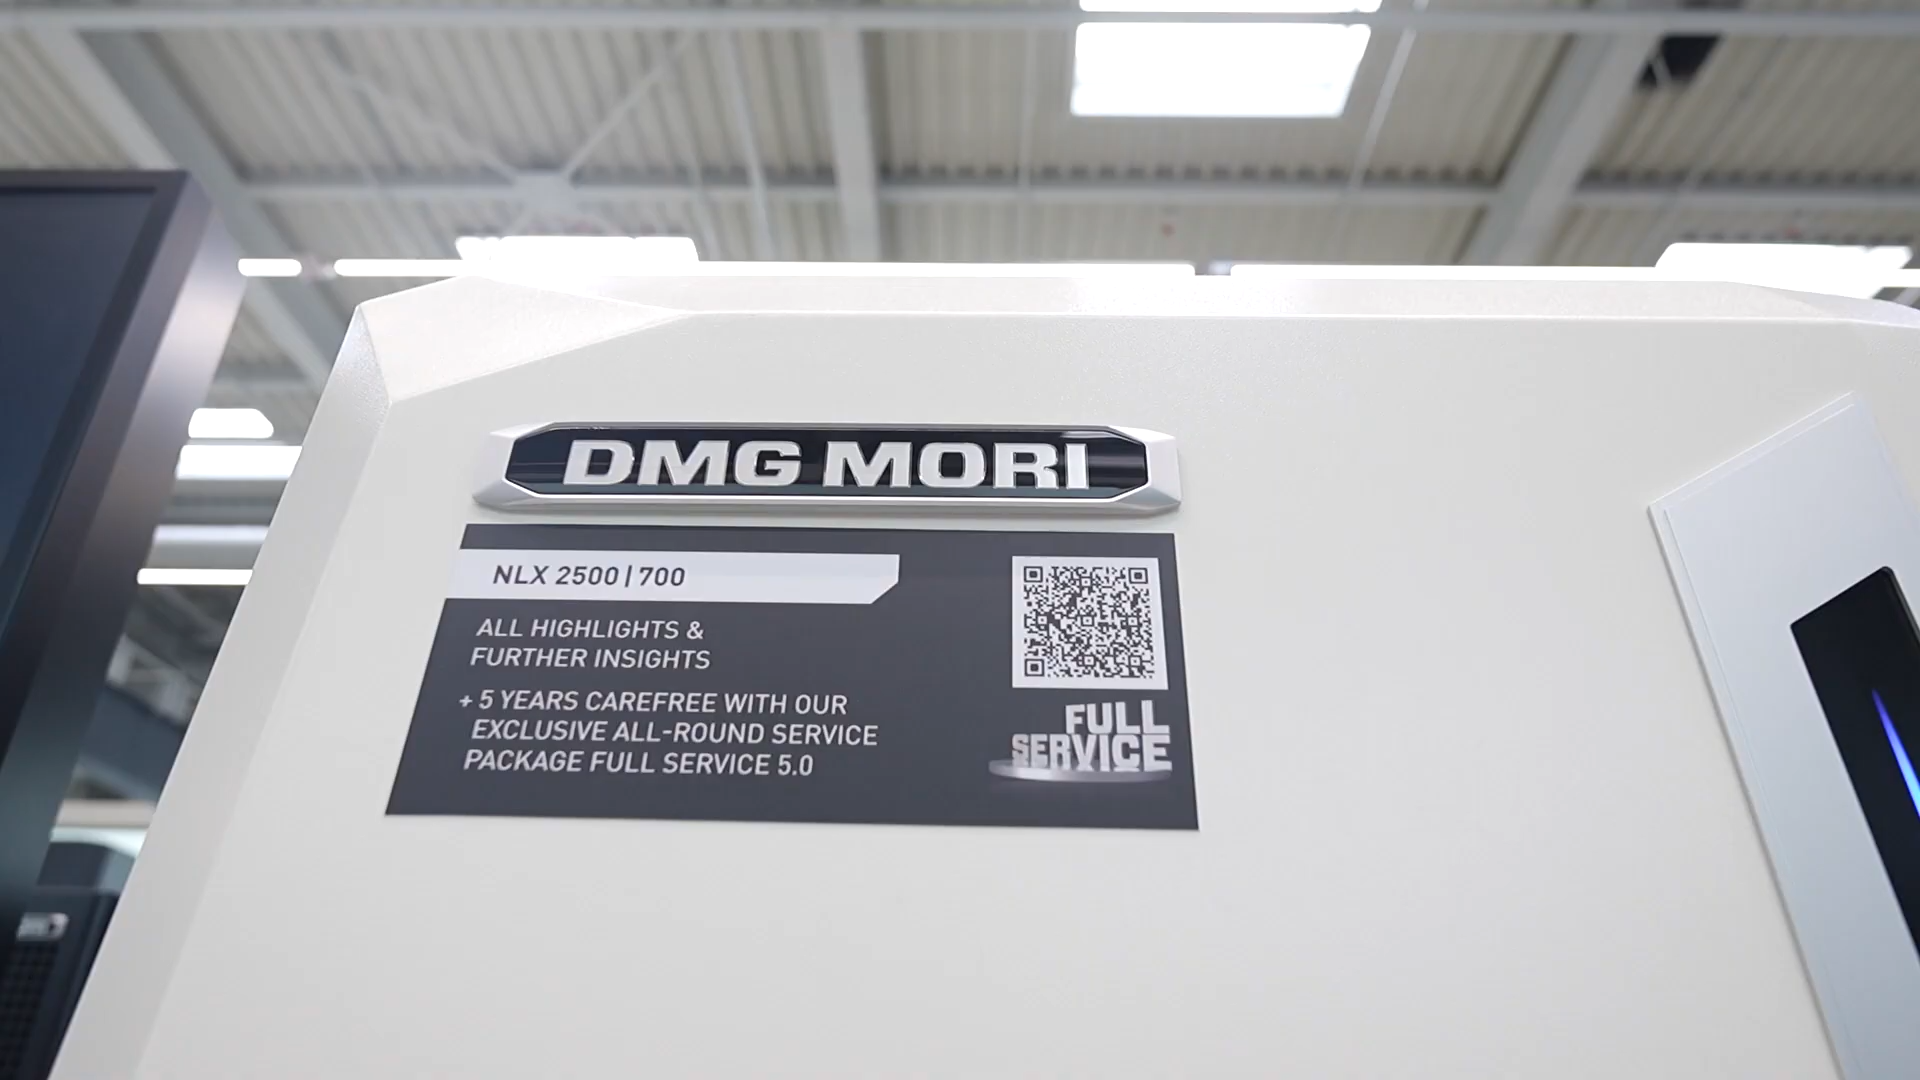 DMG MORI
NLX 2500 | 700
ALL HIGHLIGHTS &
FURTHER INSIGHTS
+ 5 YEARS CAREFREE WITH OUR
EXCLUSIVE ALL-ROUND SERVICE
PACKAGE FULL SERVICE 5.0
FULL
SERVICE